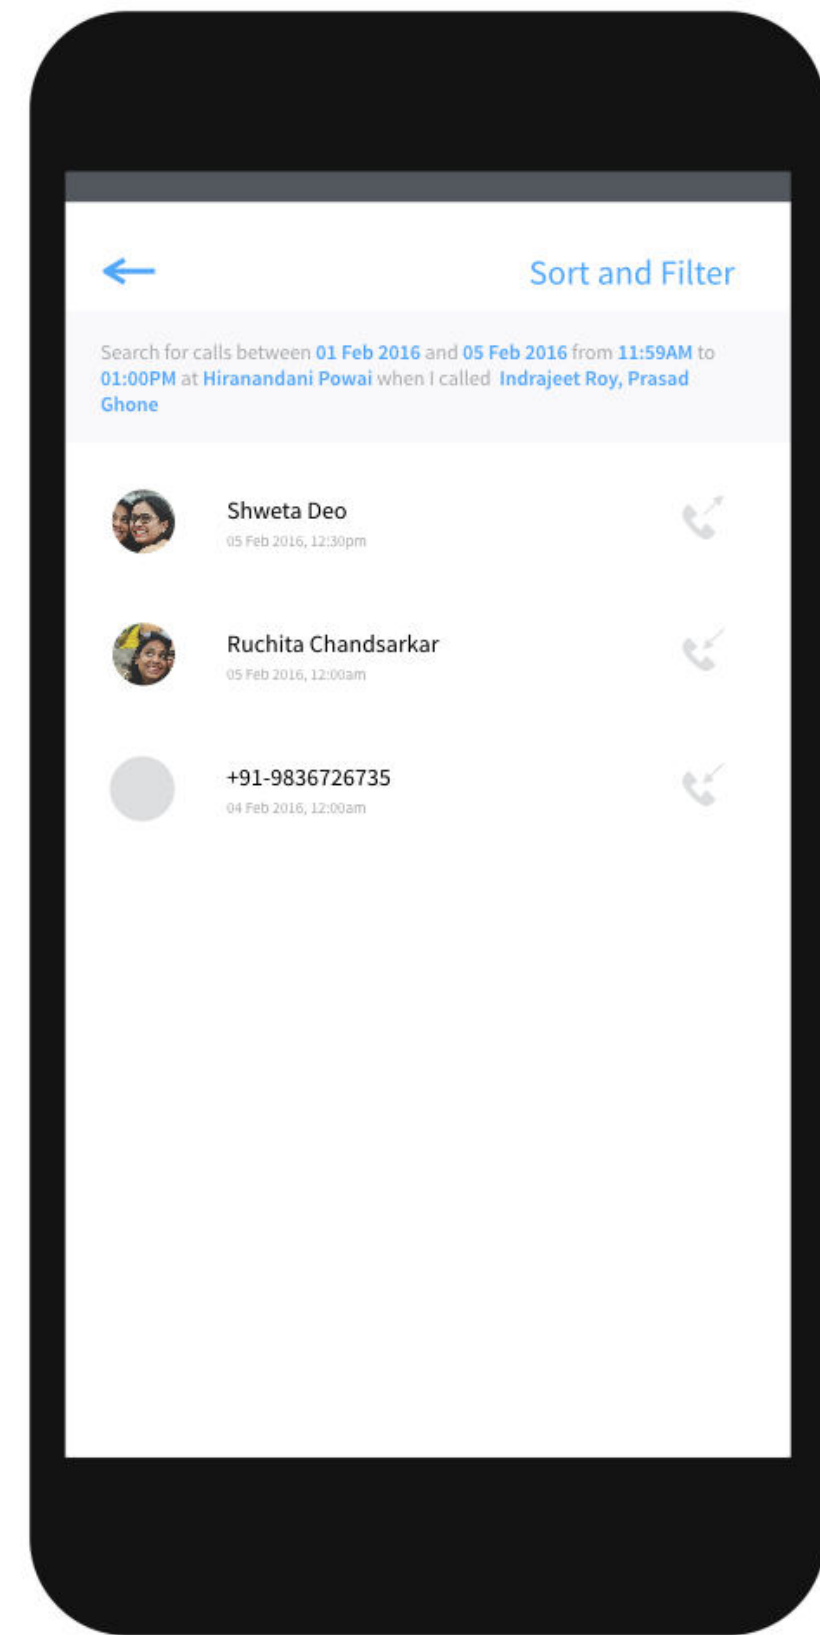 Sort and Filter
Search for calls between 01 Feb 2016 and 05 Feb 2016 from 11:59AM to
01:00PM at Hiranandani Powai when I called Indrajeet Roy, Prasad
Ghone
Shweta Deo
05 Feb 2016, 12:30pm
Ruchita Chandsarkar
05 Feb 2016, 12:00am
+91-9836726735
04 Feb 2016, 12:00am